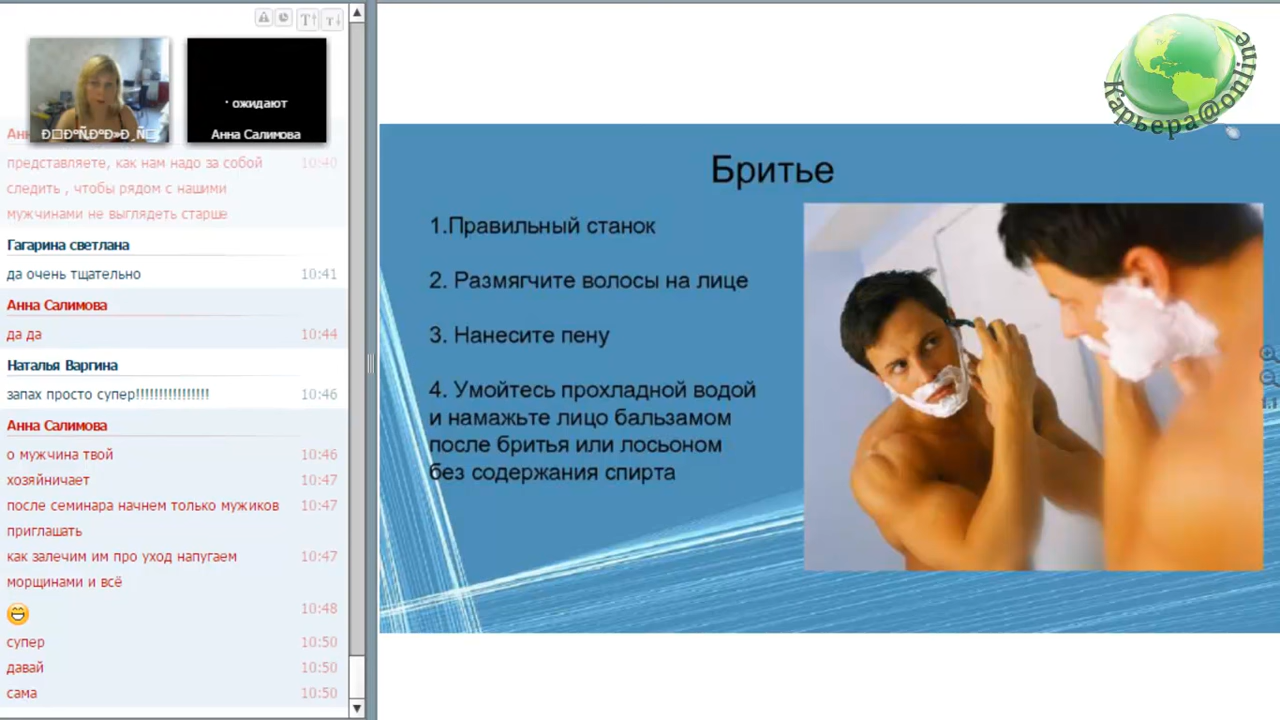 • ожидают
Анна Салимова
представляете, как нам надо за собой 10:40
следить , чтобы рядом с нашими
мужчинами не выглядеть старше
Гагарина светлана
да очень тщательно 10:41
Анна Салимова
да да 10:44
Наталья Варгина
запах просто супер!!!!!!!!!!!!!!!! 10:46
Анна Салимова
о мужчина твой 10:46
хозяйничает 10:47
после семинара начнем только мужиков 10:47
приглашать
как залечим им про уход напугаем 10:47
морщинами и всё
10:48
супер 10:50
давай 10:50
сама 10:50
Карьера@online
Бритье
1.Правильный станок
2. Размягчите волосы на лице
3. Нанесите пену
4. Умойтесь прохладной водой
и намажьте лицо бальзамом
после бритья или лосьоном
без содержания спирта